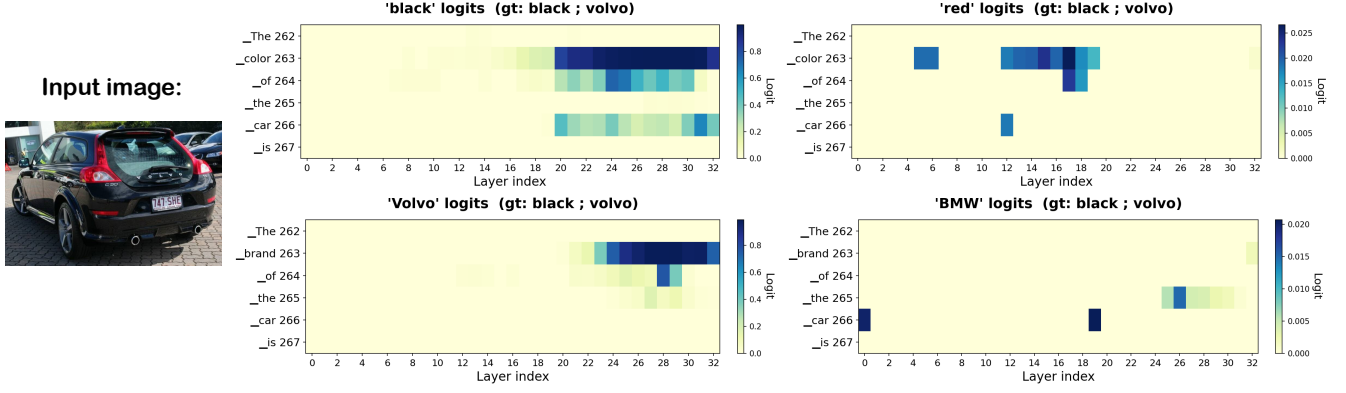 Input image:
C30
747·SHE
'black' logits (gt: black ; volvo)
_The 262
_color 263
_of 264
_the 265
_car 266
_is 267
0 2 4 6 8 10 12 14 16 18 20 22 24 26 28 30 32
Layer index
0.8
0.6
0.4
0.2
0.0
Logit
'red' logits (gt: black ; volvo)
_The 262
_color 263
_of 264
_the 265
_car 266
_is 267
0 2 4 6 8 10 12 14 16 18 20 22 24 26 28 30 32
Layer index
0.025
0.020
0.015
0.010
0.005
0.000
Logit
'Volvo' logits (gt: black ; volvo)
_The 262
_brand 263
_of 264
_the 265
_car 266
_is 267
0 2 4 6 8 10 12 14 16 18 20 22 24 26 28 30 32
Layer index
0.8
0.6
0.4
0.2
0.0
Logit
'BMW' logits (gt: black ; volvo)
_The 262
_brand 263
_of 264
_the 265
_car 266
_is 267
0 2 4 6 8 10 12 14 16 18 20 22 24 26 28 30 32
Layer index
0.020
0.015
0.010
0.005
0.000
Logit